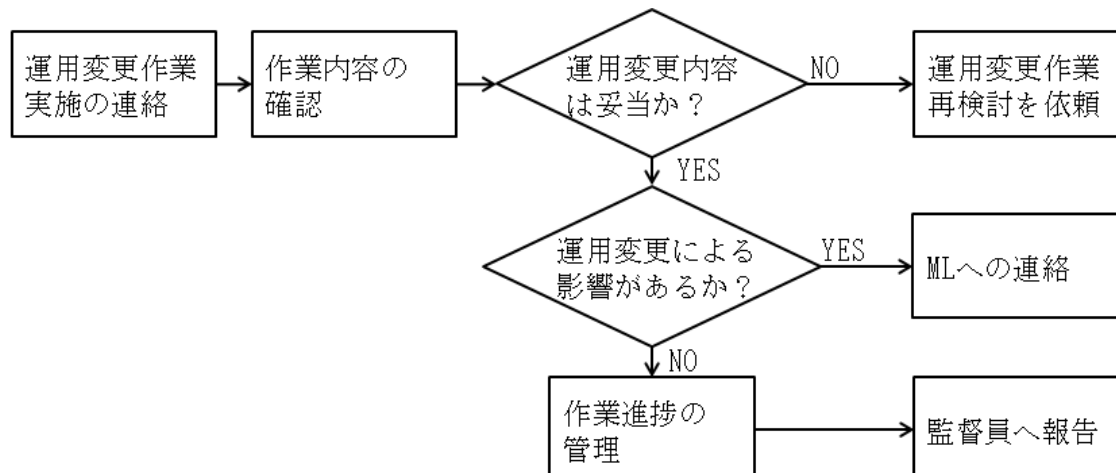 運用変更作業
実施の連絡
作業内容の
確認
運用変更内容
は妥当か？
NO
運用変更作業
再検討を依頼
YES
運用変更による
影響があるか？
YES
MLへの連絡
NO
作業進捗の
管理
監督員へ報告